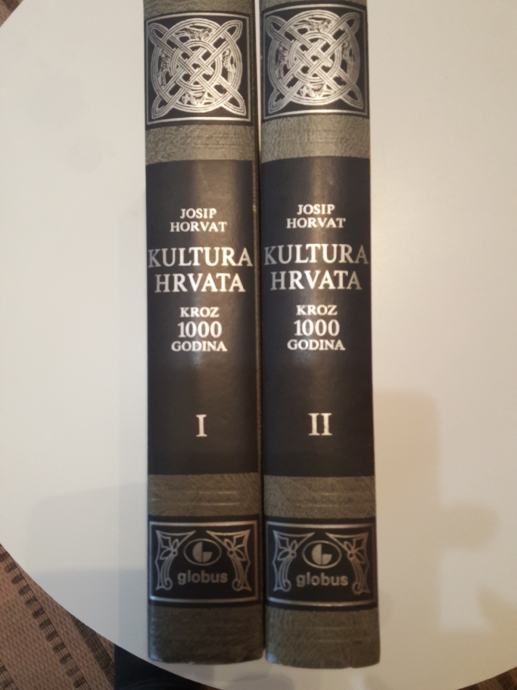 JOSIP
HORVAT
KULTURA
HRVATA
KROZ
1000
GODINA
I
globus
JOSIP
HORVAT
KULTURA
HRVATA
KROZ
1000
GODINA
II
globus